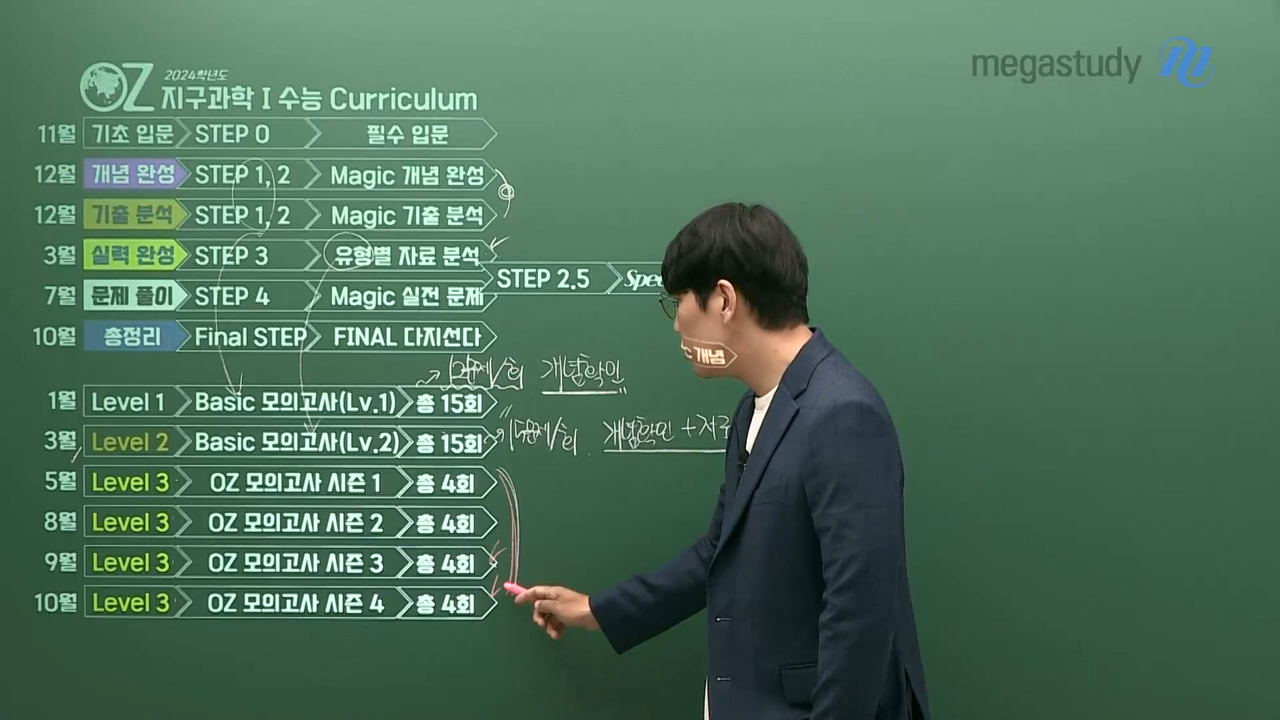 megastudy
OZ 2024학년도
지구과학 I 수능 Curriculum
11월 기초 입문 STEP 0 필수 입문
12월 개념 완성 STEP 1, 2 Magic 개념 완성
12월 기출 분석 STEP 1, 2 Magic 기출 분석
3월 실력 완성 STEP 3 유형별 자료 분석
STEP 2.5
7월 문제 풀이 STEP 4 Magic 실전 문제
10월 총정리 Final STEP FINAL 다지선다
개념
개념확인
1월 Level 1 Basic 모의고사(Lv.1) 총 15회
3월 Level 2 Basic 모의고사(Lv.2) 총 15회
개념확인 +
5월 Level 3 OZ 모의고사 시즌 1 총 4회
8월 Level 3 OZ 모의고사 시즌 2 총 4회
9월 Level 3 OZ 모의고사 시즌 3 총 4회
10월 Level 3 OZ 모의고사 시즌 4 총 4회